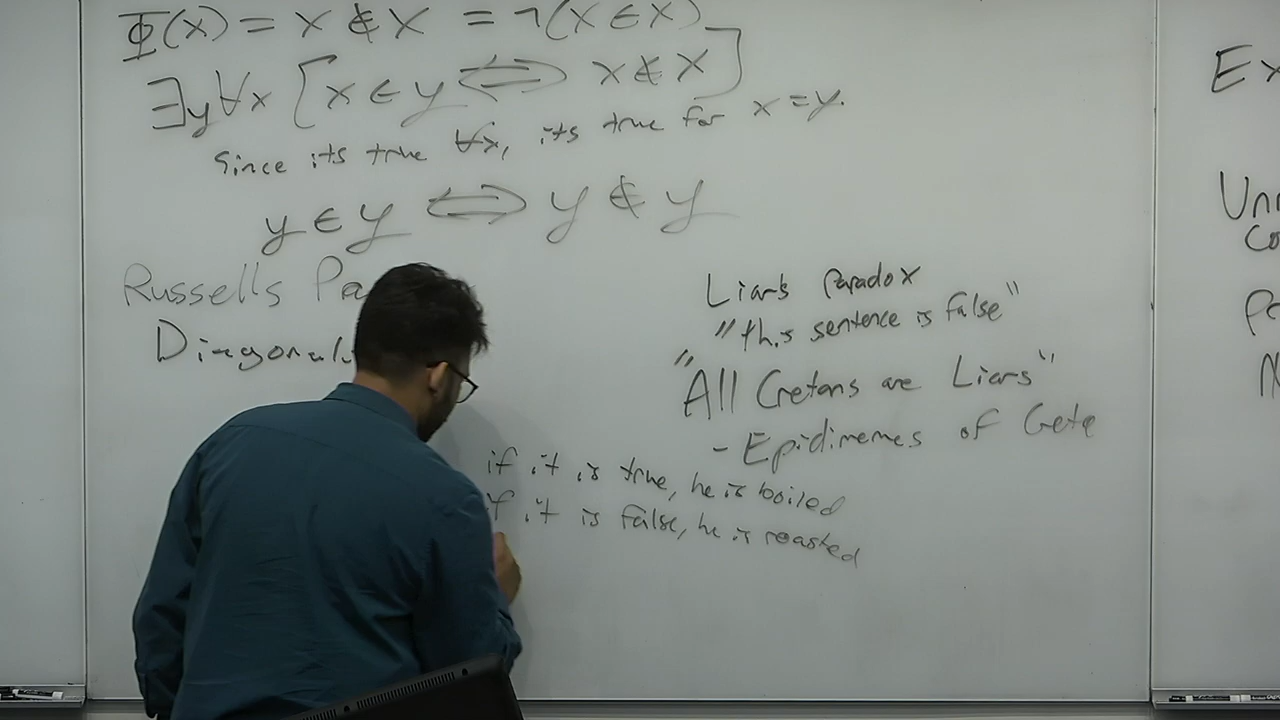 Φ(x) = x ∉ x = ¬(x ∈ x)
∃y∀x [x ∈ y ⟺ x ∉ x]
Since its true ∀x, its true for x = y.
y ∈ y ⟺ y ∉ y
Russells Pa
Diagonali
Liar's Paradox
"this sentence is false"
"All Cretans are Liars"
- Epidimemes of Crete
if it is true, he is boiled
if it is false, he is roasted
Ex
Un
Co